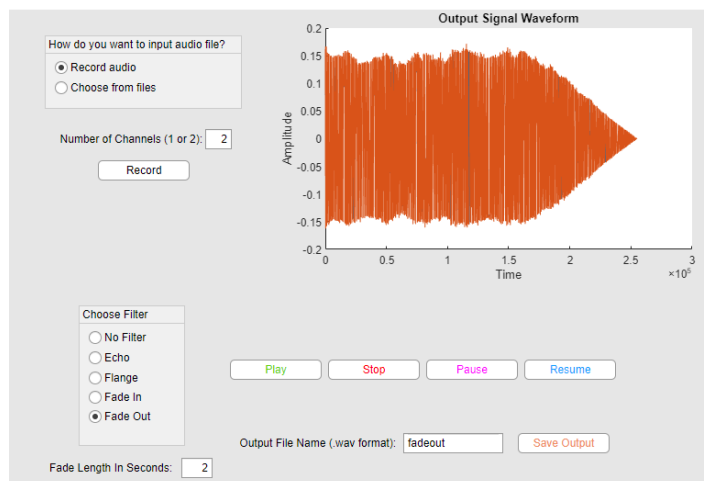 How do you want to input audio file?
Record audio
Choose from files
Number of Channels (1 or 2): 2
Record
Output Signal Waveform
Amplitude
0.2
0.15
0.1
0.05
0
-0.05
-0.1
-0.15
-0.2
0 0.5 1 1.5 2 2.5 3
Time
×10⁵
Choose Filter
No Filter
Echo
Flange
Fade In
Fade Out
Fade Length In Seconds: 2
Play Stop Pause Resume
Output File Name (.wav format): fadeout Save Output